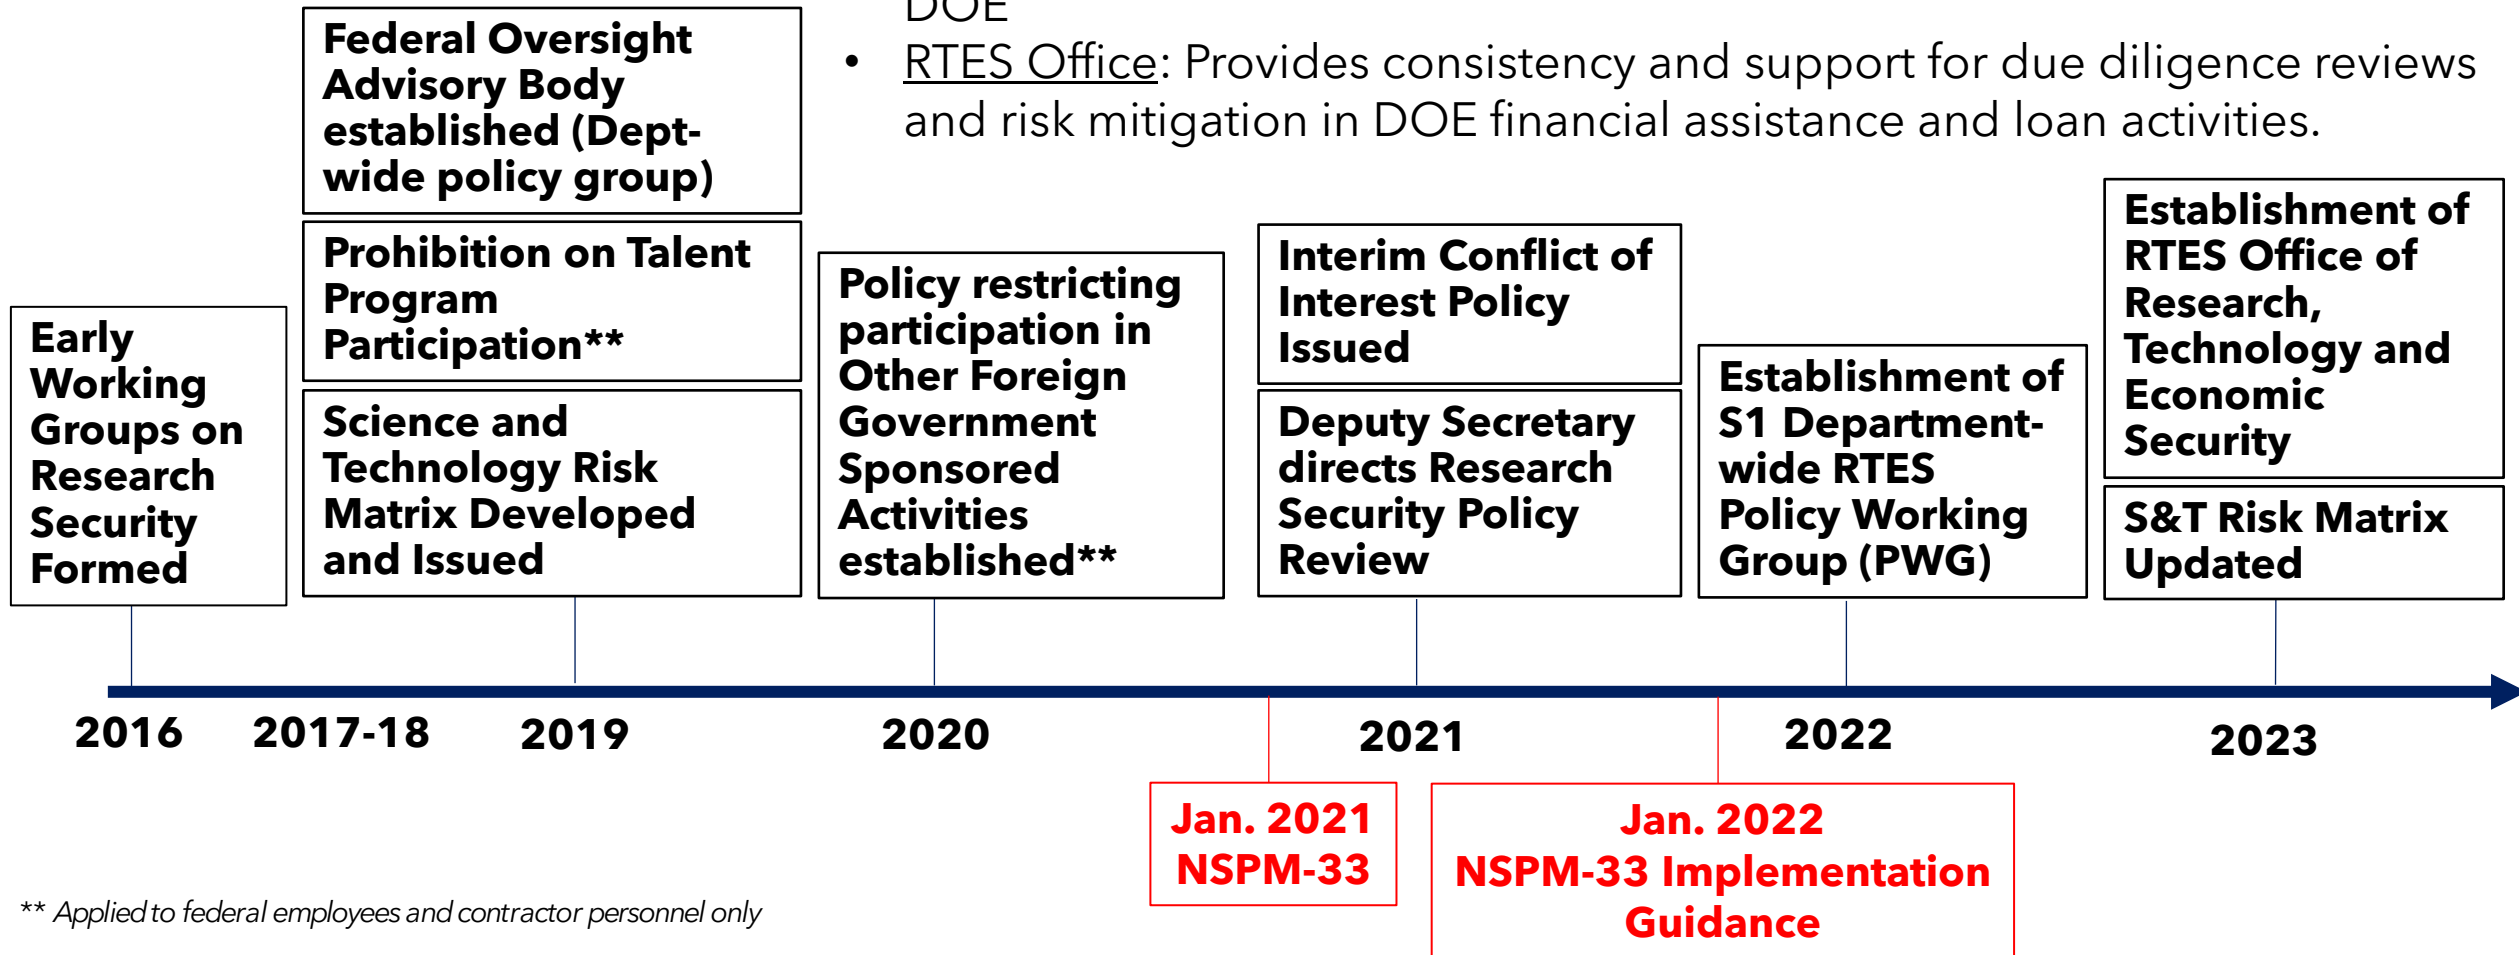 DOE
• RTES Office: Provides consistency and support for due diligence reviews
and risk mitigation in DOE financial assistance and loan activities.
Early
Working
Groups on
Research
Security
Formed
Federal Oversight
Advisory Body
established (Dept-
wide policy group)
Prohibition on Talent
Program
Participation**
Science and
Technology Risk
Matrix Developed
and Issued
Policy restricting
participation in
Other Foreign
Government
Sponsored
Activities
established**
Interim Conflict of
Interest Policy
Issued
Deputy Secretary
directs Research
Security Policy
Review
Establishment of
S1 Department-
wide RTES
Policy Working
Group (PWG)
Establishment of
RTES Office of
Research,
Technology and
Economic
Security
S&T Risk Matrix
Updated
2016
2017-18
2019
2020
2021
2022
2023
Jan. 2021
NSPM-33
Jan. 2022
NSPM-33 Implementation
Guidance
** Applied to federal employees and contractor personnel only